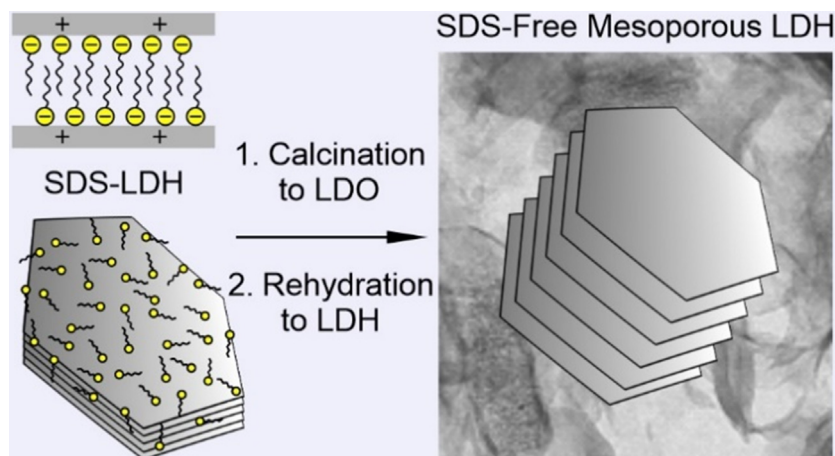 + +
− − − − − −
− − − − − −
+ +
SDS-LDH
1. Calcination
to LDO
2. Rehydration
to LDH
SDS-Free Mesoporous LDH